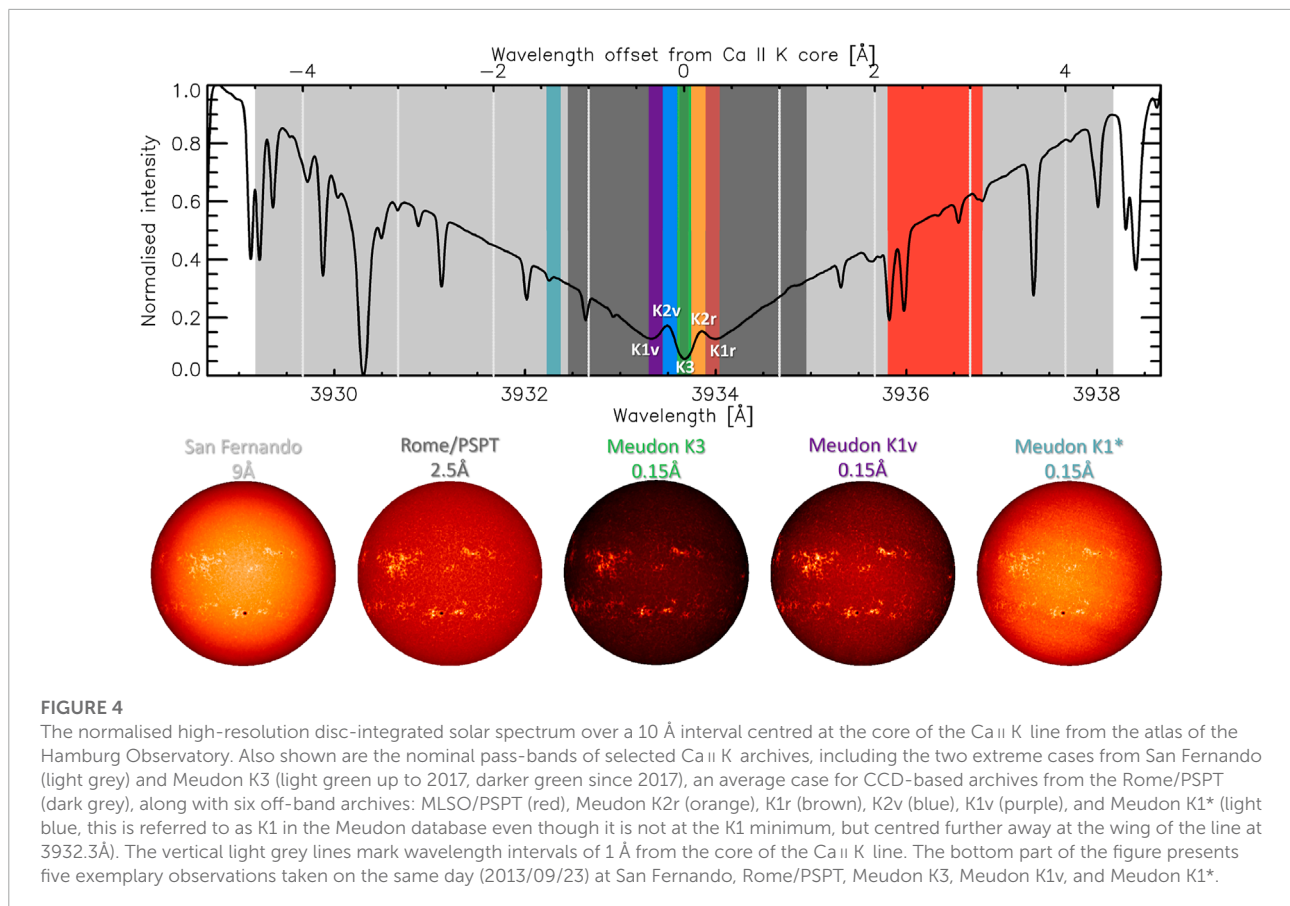 Wavelength offset from Ca II K core [Å]
−4 −2 0 2 4
Normalised intensity
1.0
0.8
0.6
0.4
0.2
0.0
K2v
K2r
K1v
K1r
K3
3930 3932 3934 3936 3938
Wavelength [Å]
San Fernando
9Å
Rome/PSPT
2.5Å
Meudon K3
0.15Å
Meudon K1v
0.15Å
Meudon K1*
0.15Å
FIGURE 4
The normalised high-resolution disc-integrated solar spectrum over a 10 Å interval centred at the core of the Ca II K line from the atlas of the
Hamburg Observatory. Also shown are the nominal pass-bands of selected Ca II K archives, including the two extreme cases from San Fernando
(light grey) and Meudon K3 (light green up to 2017, darker green since 2017), an average case for CCD-based archives from the Rome/PSPT
(dark grey), along with six off-band archives: MLSO/PSPT (red), Meudon K2r (orange), K1r (brown), K2v (blue), K1v (purple), and Meudon K1* (light
blue, this is referred to as K1 in the Meudon database even though it is not at the K1 minimum, but centred further away at the wing of the line at
3932.3Å). The vertical light grey lines mark wavelength intervals of 1 Å from the core of the Ca II K line. The bottom part of the figure presents
five exemplary observations taken on the same day (2013/09/23) at San Fernando, Rome/PSPT, Meudon K3, Meudon K1v, and Meudon K1*.